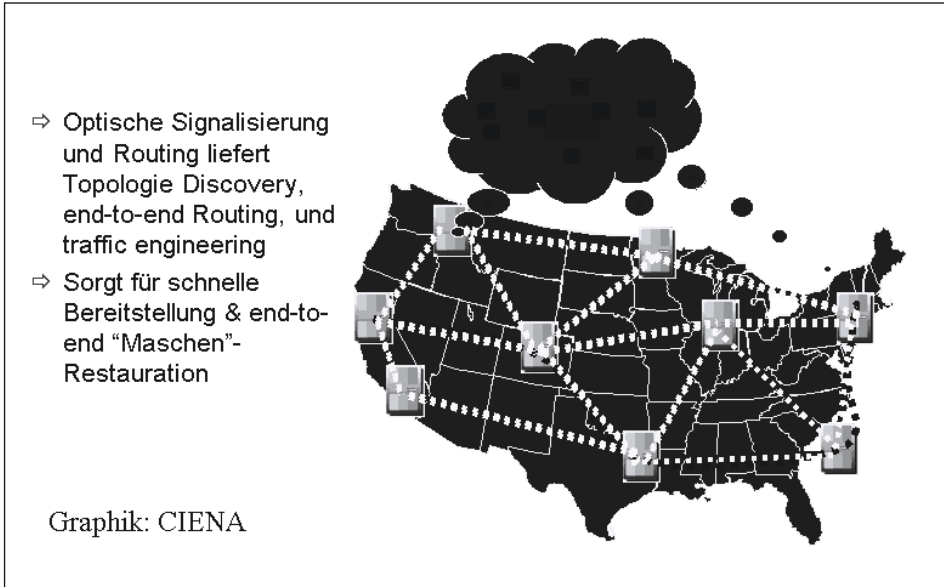 ⇨ Optische Signalisierung
und Routing liefert
Topologie Discovery,
end-to-end Routing, und
traffic engineering
⇨ Sorgt für schnelle
Bereitstellung & end-to-
end “Maschen”-
Restauration
Graphik: CIENA